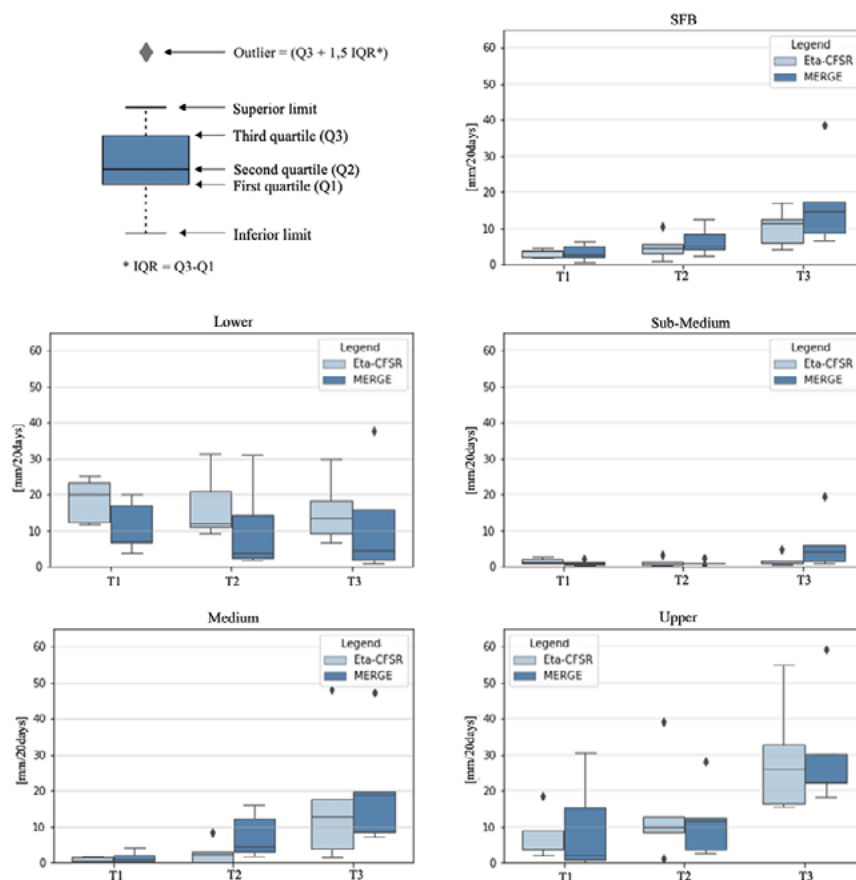 Outlier = (Q3 + 1,5 IQR*)
Superior limit
Third quartile (Q3)
Second quartile (Q2)
First quartile (Q1)
Inferior limit
* IQR = Q3-Q1
SFB
Legend
Eta-CFSR
MERGE
[mm/20days]
60
50
40
30
20
10
0
T1 T2 T3
Lower
Legend
Eta-CFSR
MERGE
[mm/20days]
60
50
40
30
20
10
0
T1 T2 T3
Sub-Medium
Legend
Eta-CFSR
MERGE
[mm/20days]
60
50
40
30
20
10
0
T1 T2 T3
Medium
Legend
Eta-CFSR
MERGE
[mm/20days]
60
50
40
30
20
10
0
T1 T2 T3
Upper
Legend
Eta-CFSR
MERGE
[mm/20days]
60
50
40
30
20
10
0
T1 T2 T3